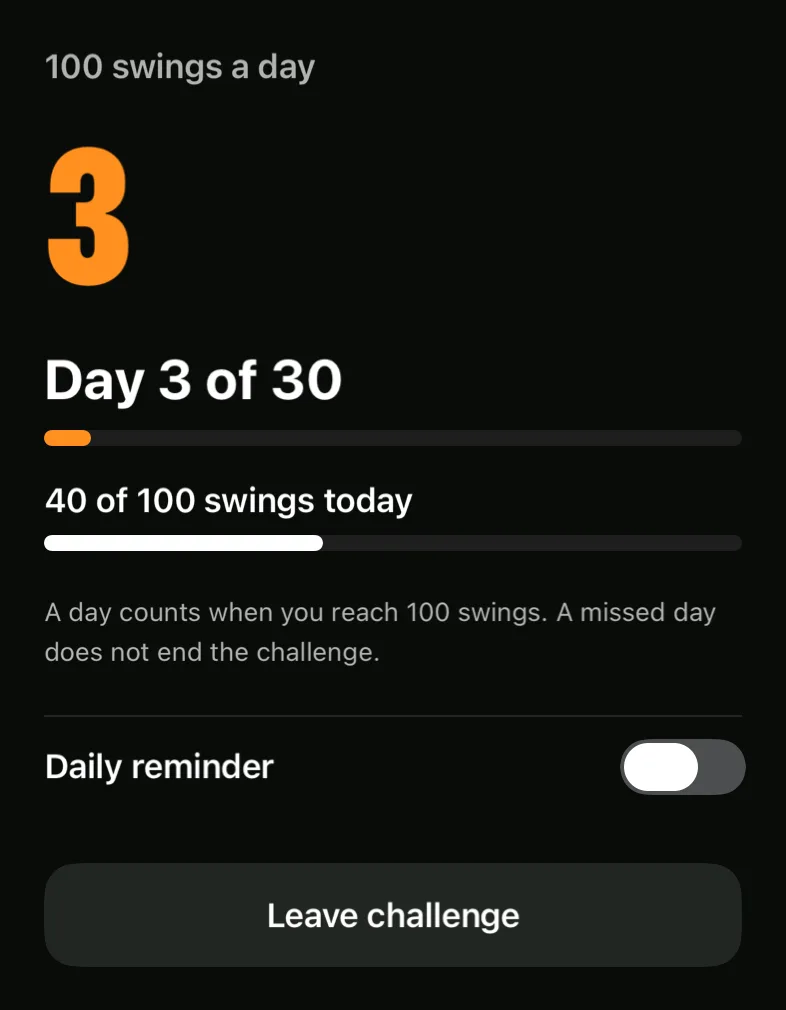 100 swings a day
3
Day 3 of 30
40 of 100 swings today
A day counts when you reach 100 swings. A missed day
does not end the challenge.
Daily reminder
Leave challenge